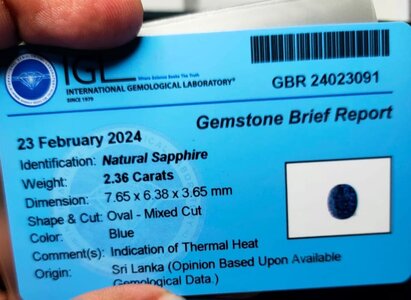 IGL
Where Science Seeks The Truth
INTERNATIONAL GEMOLOGICAL LABORATORY®
SINCE 1979
GBR 24023091
Gemstone Brief Report
23 February 2024
Identification: Natural Sapphire
Weight: 2.36 Carats
Dimension: 7.65 x 6.38 x 3.65 mm
Shape & Cut: Oval - Mixed Cut
Color: Blue
Comment(s): Indication of Thermal Heat
Origin: Sri Lanka (Opinion Based Upon Available
Gemological Data.)